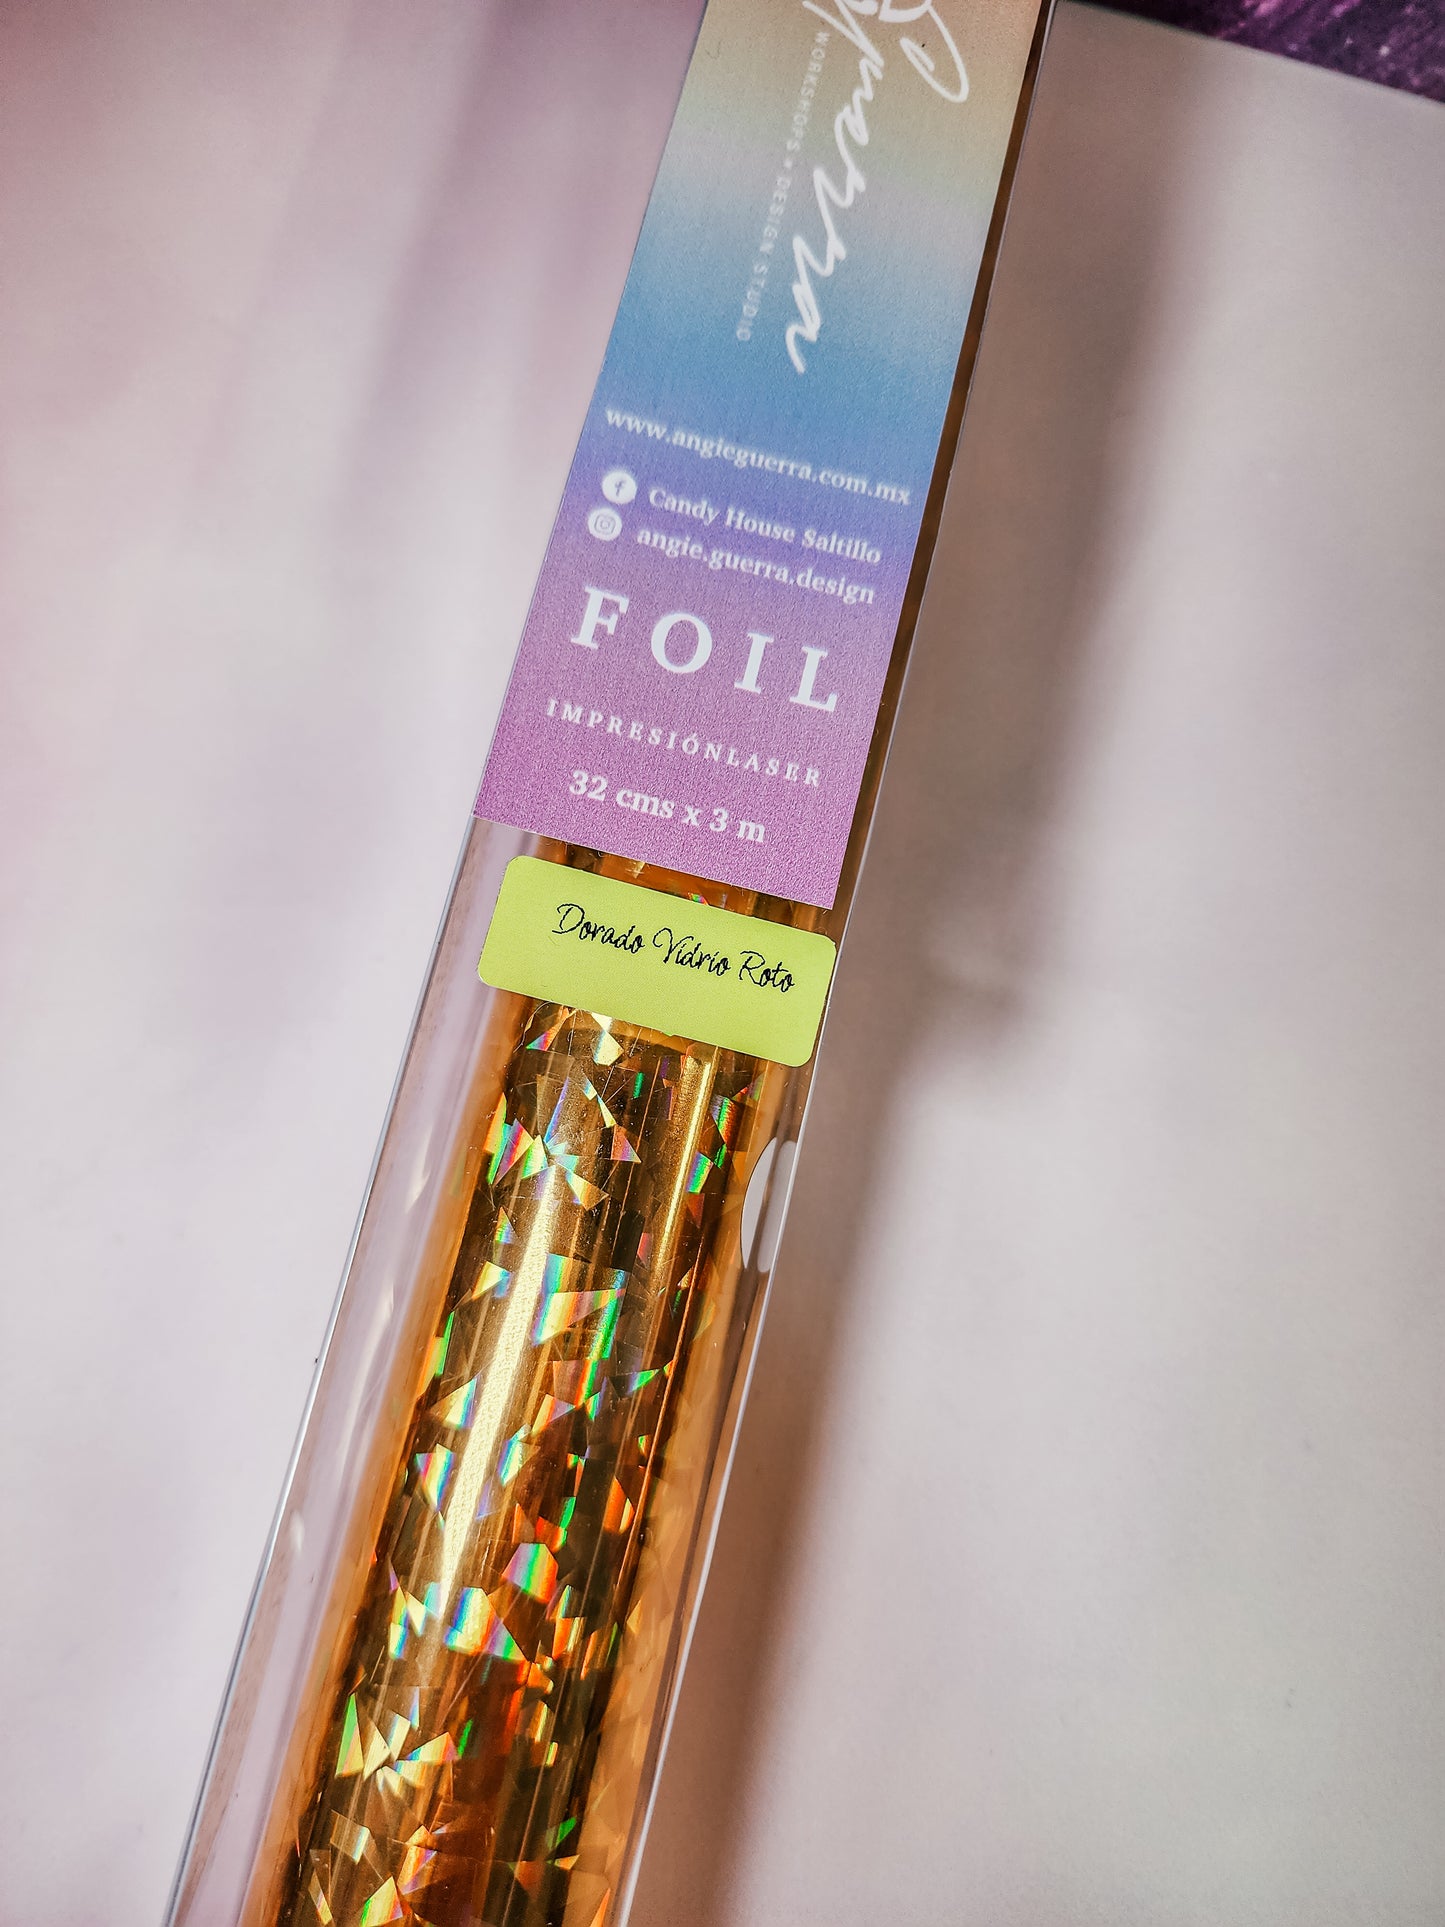 Guerra
WORKSHOPS + DESIGN STUDIO
www.angieguerra.com.mx
Candy House Saltillo
angie.guerra.design
FOIL
IMPRESIÓNLASER
32 cms x 3 m
Dorado Vidrio Roto